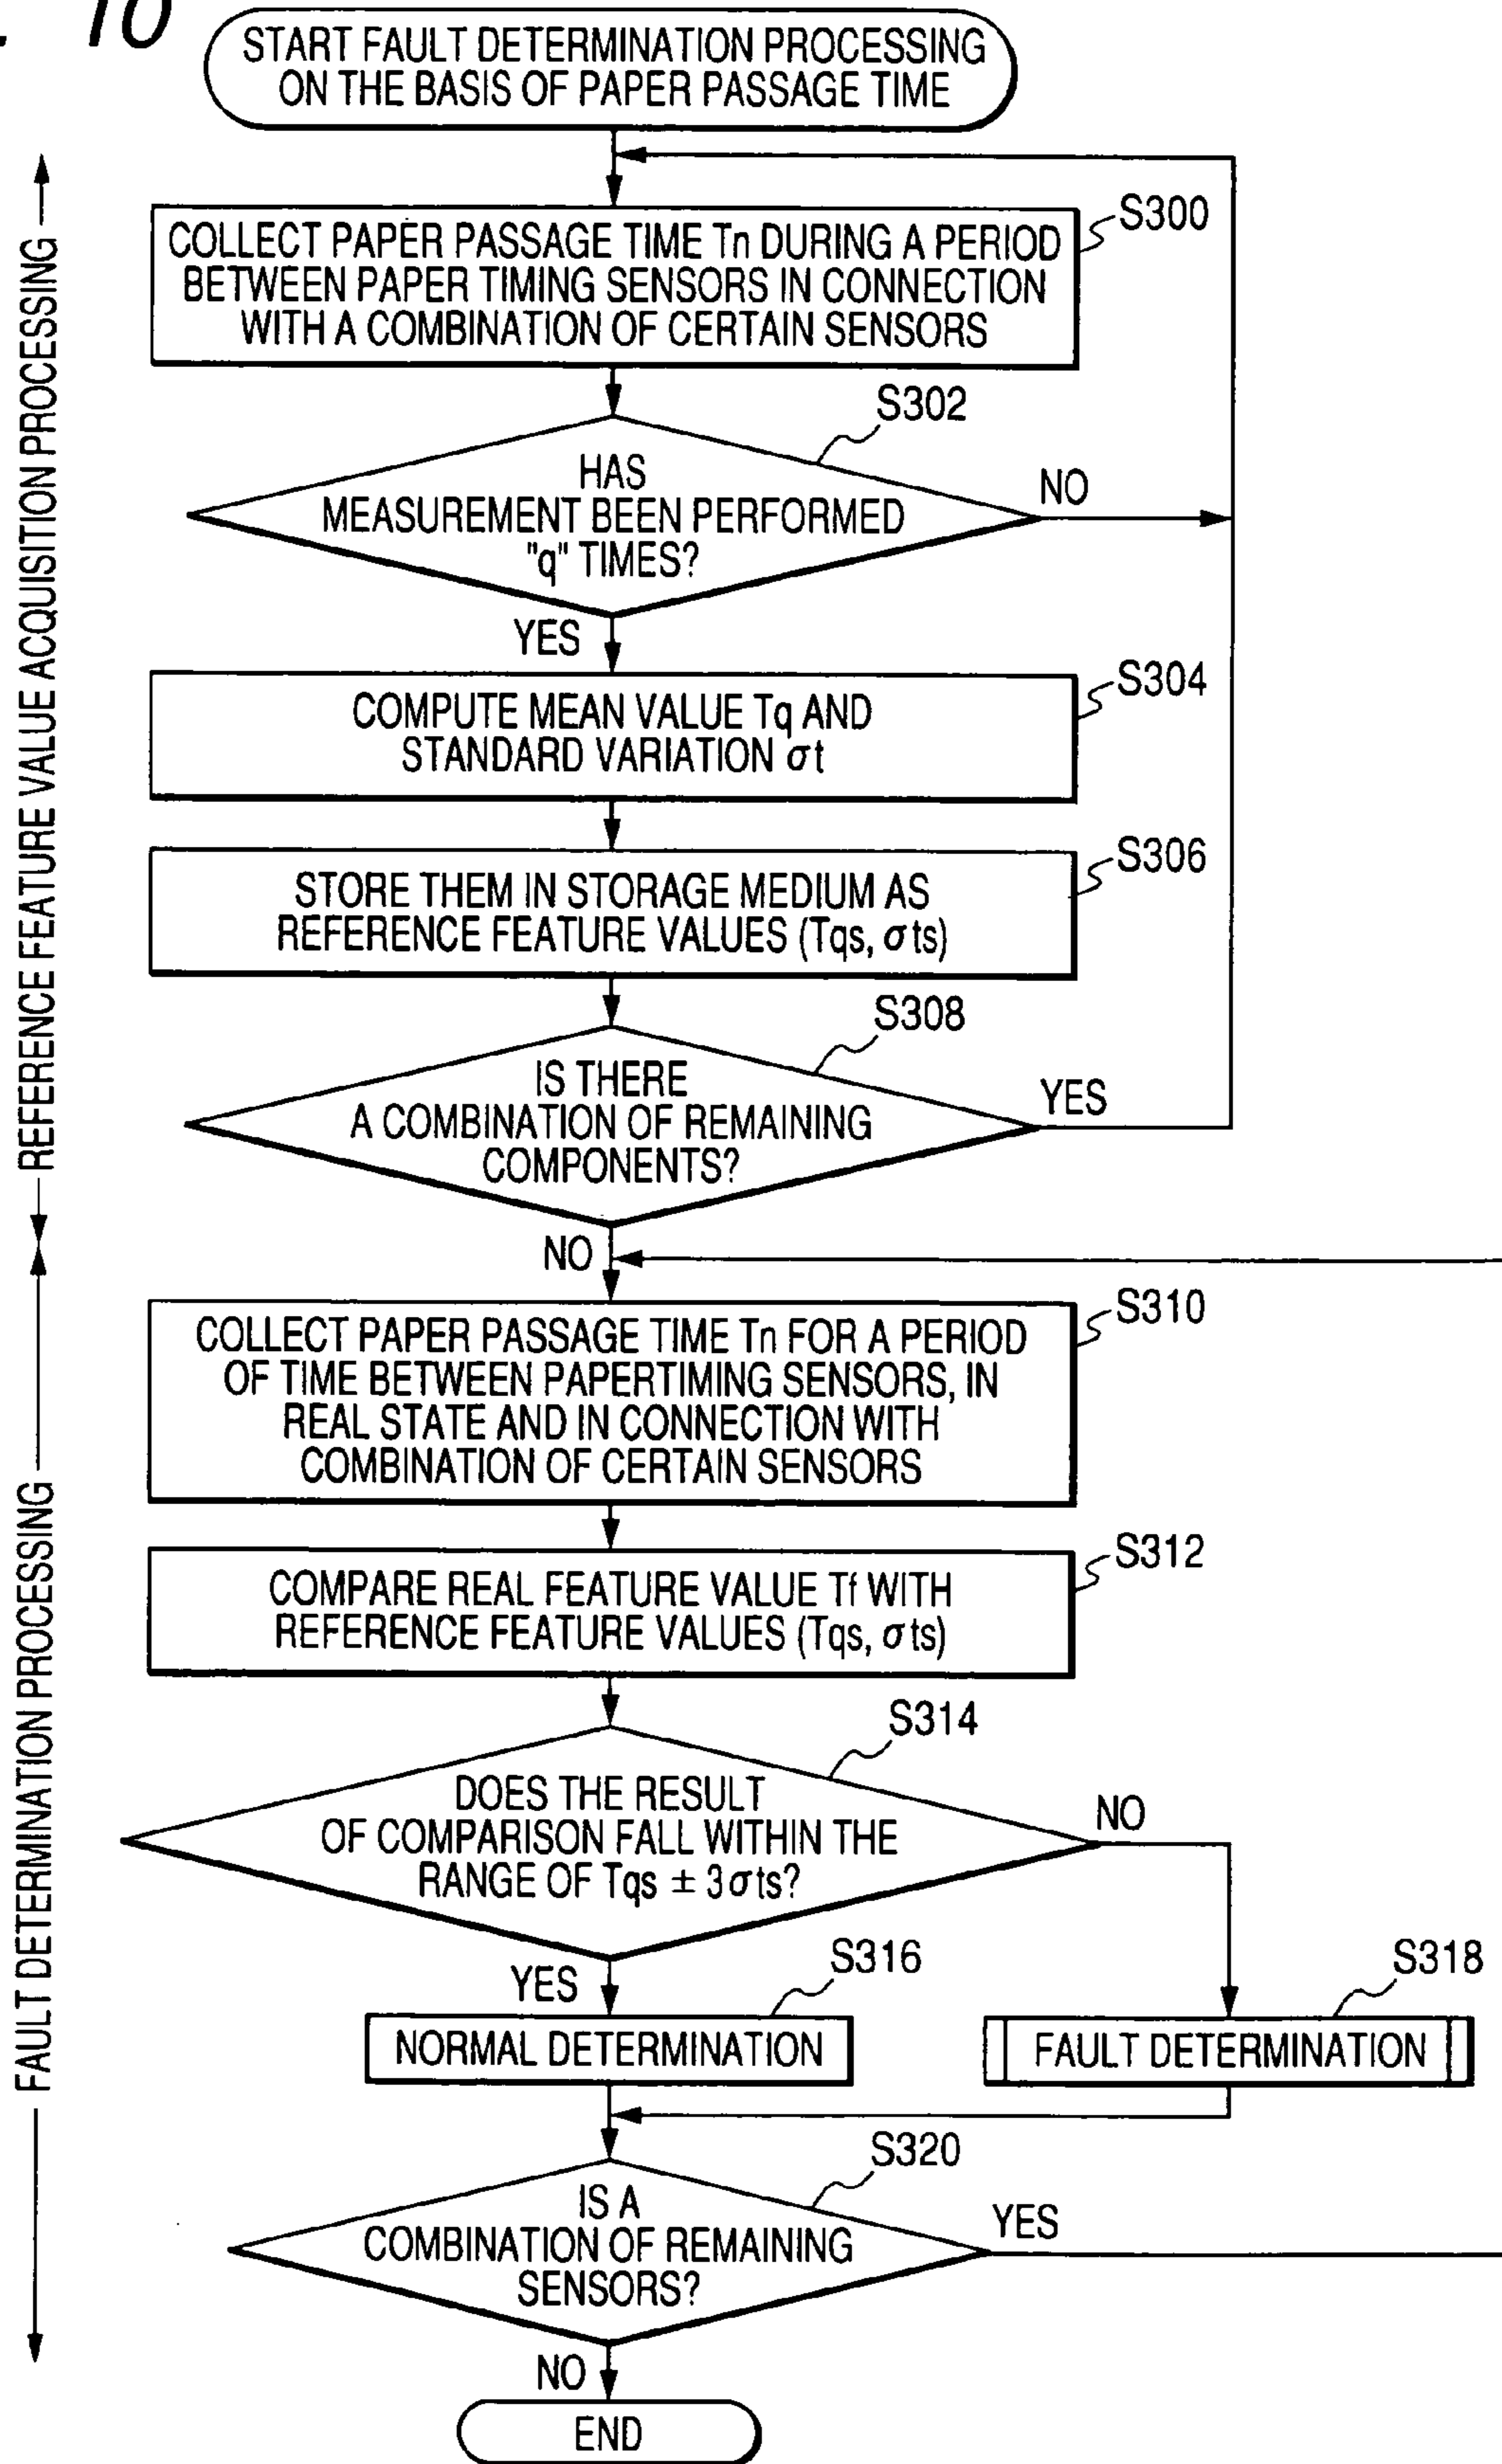 10
START FAULT DETERMINATION PROCESSING
ON THE BASIS OF PAPER PASSAGE TIME
REFERENCE FEATURE VALUE ACQUISITION PROCESSING
S300
COLLECT PAPER PASSAGE TIME Tn DURING A PERIOD
BETWEEN PAPER TIMING SENSORS IN CONNECTION
WITH A COMBINATION OF CERTAIN SENSORS
S302
HAS
MEASUREMENT BEEN PERFORMED
"q" TIMES?
NO
YES
S304
COMPUTE MEAN VALUE Tq AND
STANDARD VARIATION σt
S306
STORE THEM IN STORAGE MEDIUM AS
REFERENCE FEATURE VALUES (Tqs, σts)
S308
IS THERE
A COMBINATION OF REMAINING
COMPONENTS?
YES
NO
FAULT DETERMINATION PROCESSING
S310
COLLECT PAPER PASSAGE TIME Tn FOR A PERIOD
OF TIME BETWEEN PAPERTIMING SENSORS, IN
REAL STATE AND IN CONNECTION WITH
COMBINATION OF CERTAIN SENSORS
S312
COMPARE REAL FEATURE VALUE Tf WITH
REFERENCE FEATURE VALUES (Tqs, σts)
S314
DOES THE RESULT
OF COMPARISON FALL WITHIN THE
RANGE OF Tqs ± 3σts?
NO
YES
S316
NORMAL DETERMINATION
S318
FAULT DETERMINATION
S320
IS A
COMBINATION OF REMAINING
SENSORS?
YES
NO
END